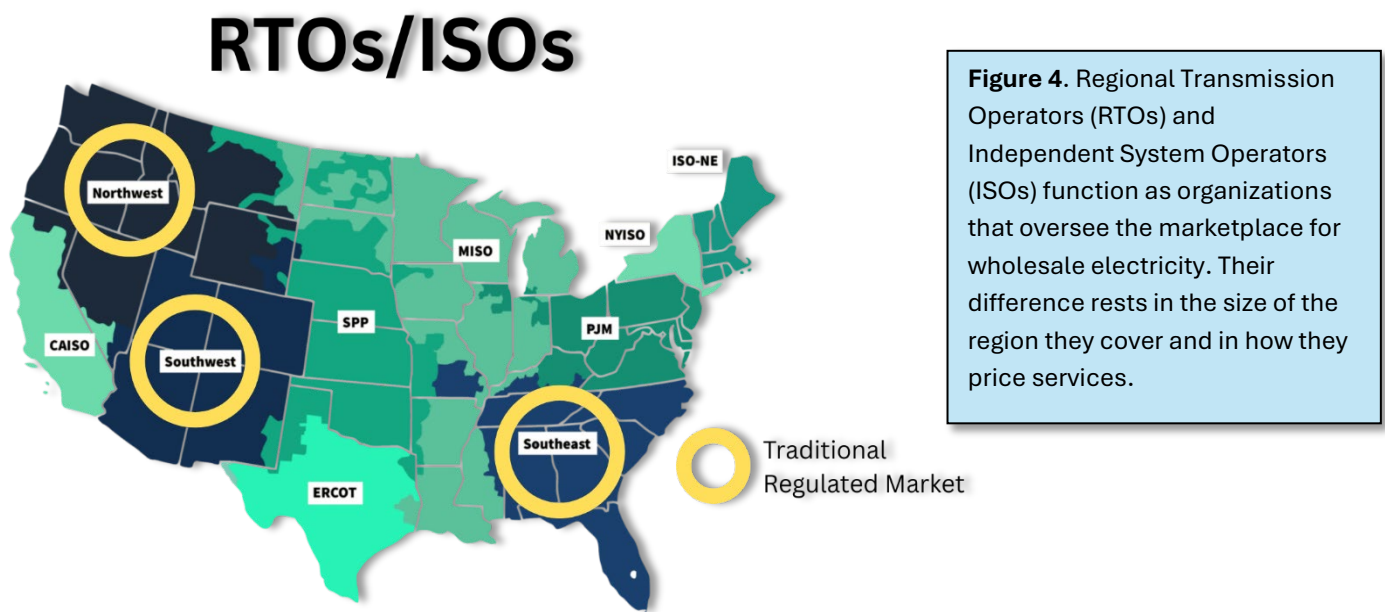 RTOs/ISOs
Figure 4. Regional Transmission
Operators (RTOs) and
Independent System Operators
(ISOs) function as organizations
that oversee the marketplace for
wholesale electricity. Their
difference rests in the size of the
region they cover and in how they
price services.
ISO-NE
Northwest
NYISO
MISO
SPP
PJM
CAISO
Southwest
Southeast
ERCOT
Traditional
Regulated Market